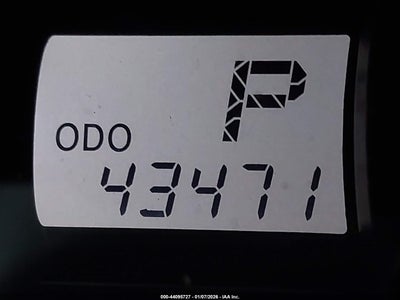 P
ODO
43471
000-44095727 - 01/07/2026 - IAA Inc.